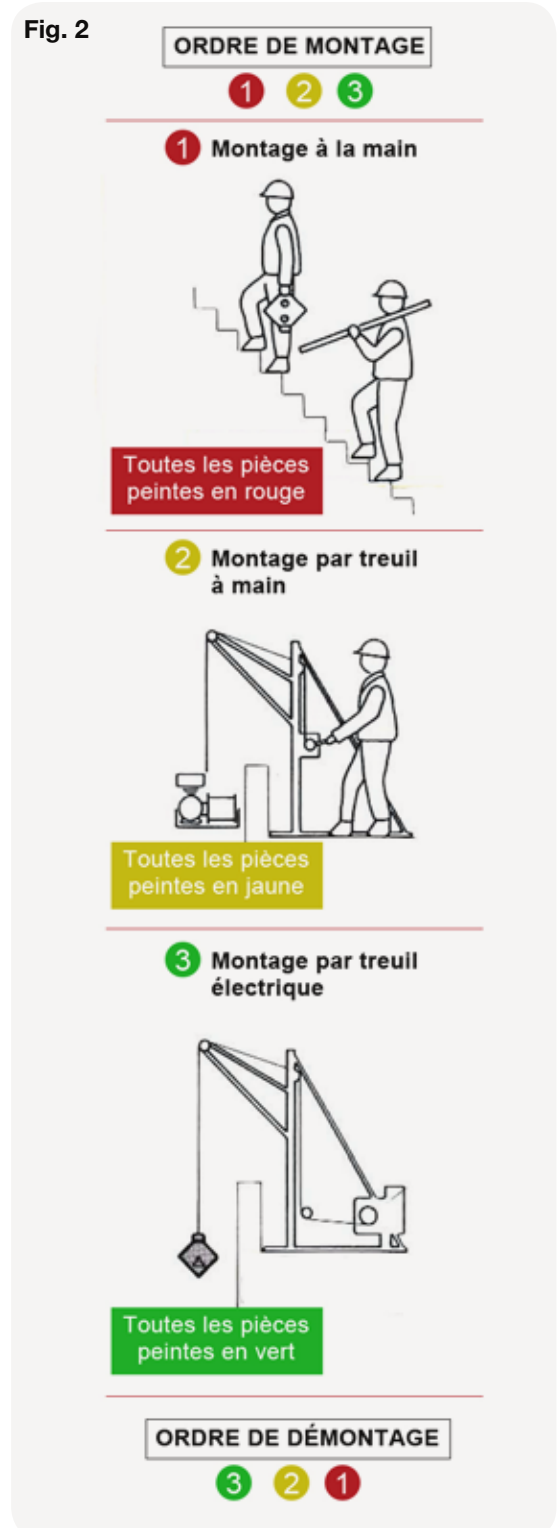 Fig. 2
ORDRE DE MONTAGE
1 2 3
1 Montage à la main
Toutes les pièces
peintes en rouge
2 Montage par treuil
à main
Toutes les pièces
peintes en jaune
3 Montage par treuil
électrique
Toutes les pièces
peintes en vert
ORDRE DE DÉMONTAGE
3 2 1